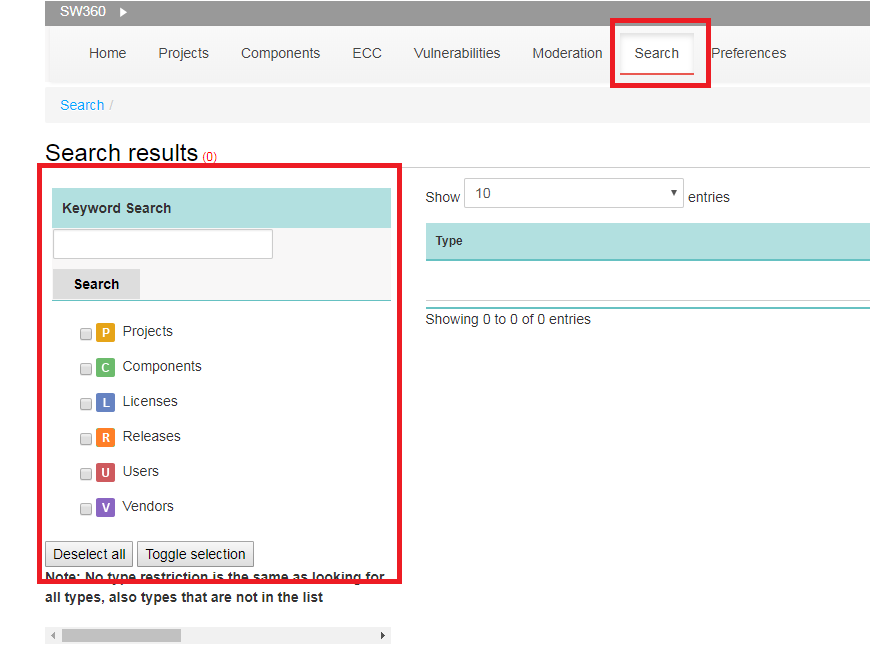 SW360
Home Projects Components ECC Vulnerabilities Moderation Search Preferences
Search /
Search results (0)
Keyword Search
Search
P Projects
C Components
L Licenses
R Releases
U Users
V Vendors
Deselect all Toggle selection
Note: No type restriction is the same as looking for
all types, also types that are not in the list
Show 10 entries
Type
Showing 0 to 0 of 0 entries